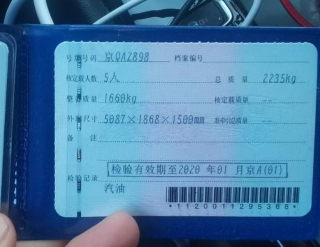 号牌号码 京QAZ898 档案编号
核定载人数 5人 总质量 2235kg
整备质量 1660kg 核定载质量 --
外廓尺寸 5087×1868×1500mm 准牵引总质量 --
备注
检验有效期至2020年01月京A(01)
检验记录
汽油
*1120011295368*